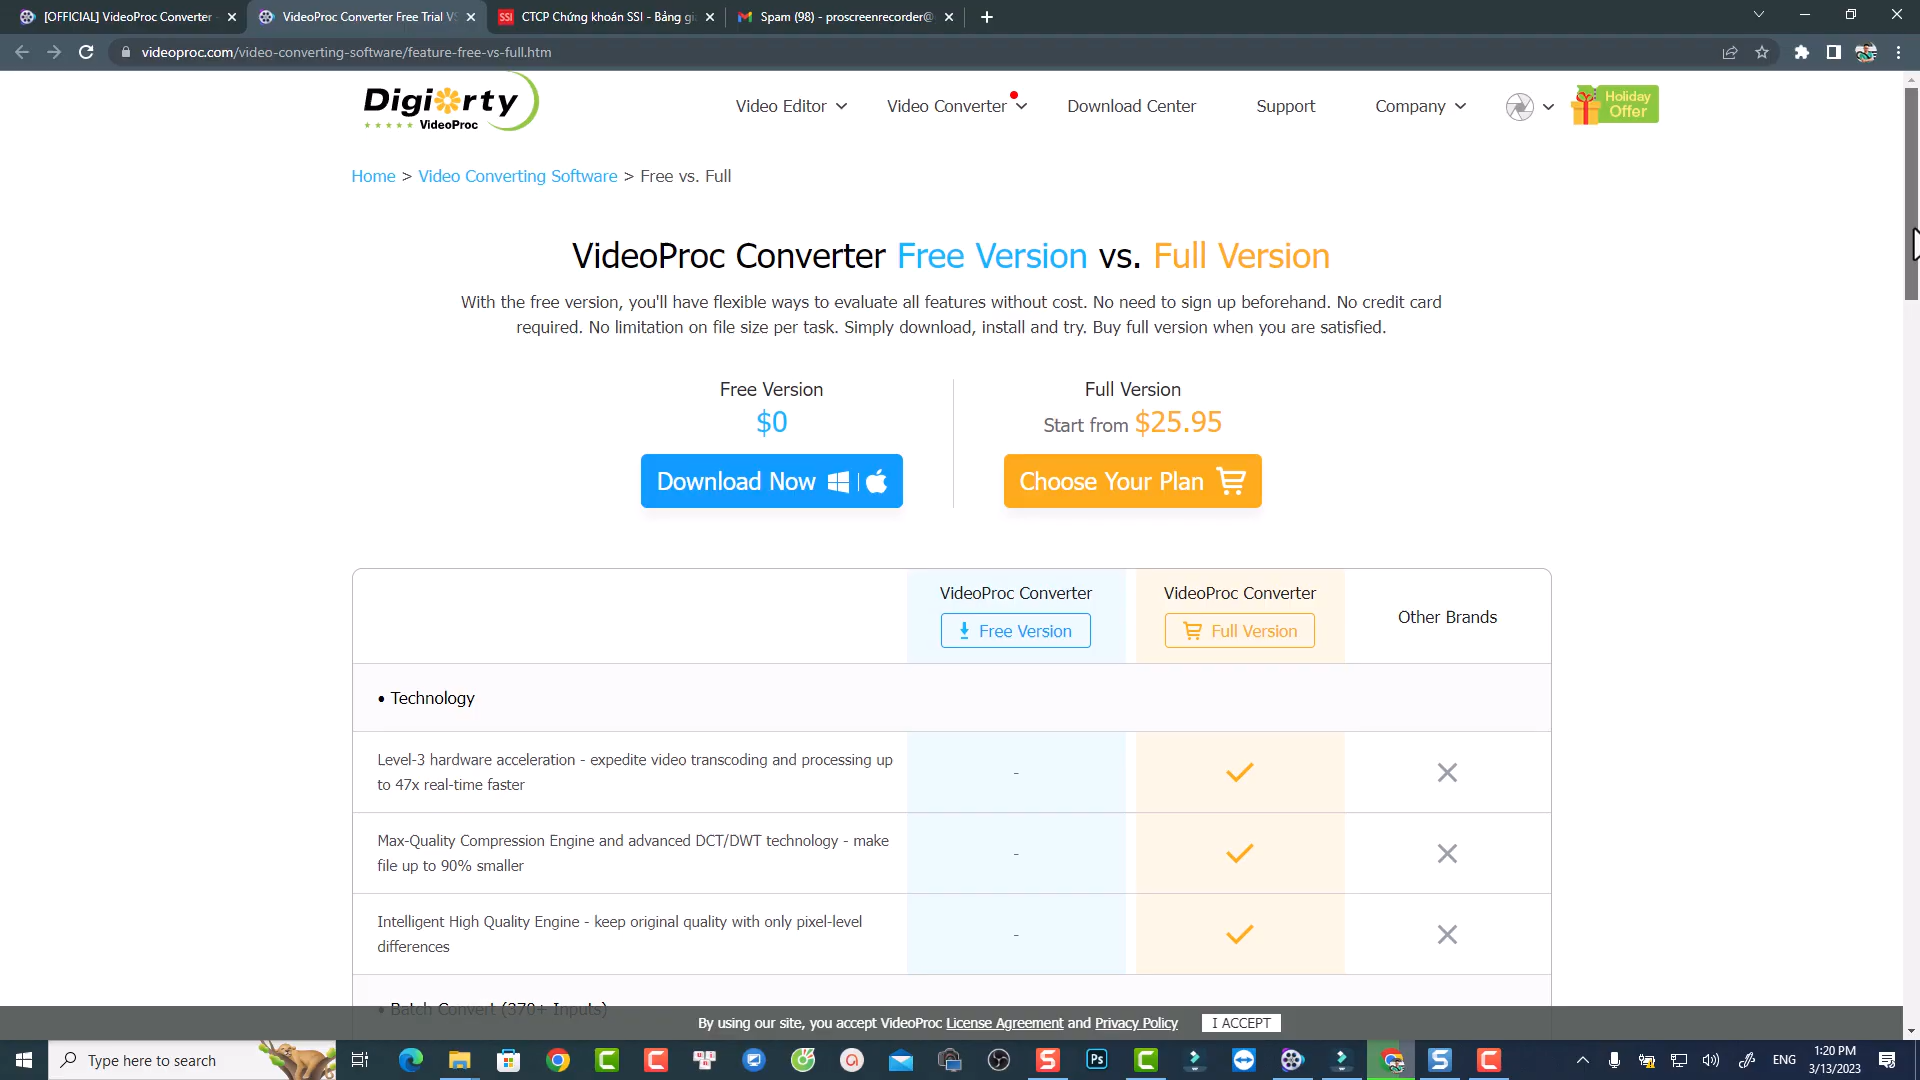 [OFFICIAL] VideoProc Converter -
VideoProc Converter Free Trial VS
SSI
CTCP Chứng khoán SSI - Bảng gi
Spam (98) - proscreenrecorder@
videoproc.com/video-converting-software/feature-free-vs-full.htm
Digiarty
VideoProc
Video Editor
Video Converter
Download Center
Support
Company
Holiday
Offer
Home > Video Converting Software > Free vs. Full
VideoProc Converter Free Version vs. Full Version
With the free version, you'll have flexible ways to evaluate all features without cost. No need to sign up beforehand. No credit card
required. No limitation on file size per task. Simply download, install and try. Buy full version when you are satisfied.
Free Version
$0
Download Now
Full Version
Start from $25.95
Choose Your Plan
VideoProc Converter
Free Version
VideoProc Converter
Full Version
Other Brands
• Technology
Level-3 hardware acceleration - expedite video transcoding and processing up
to 47x real-time faster
-
Max-Quality Compression Engine and advanced DCT/DWT technology - make
file up to 90% smaller
-
Intelligent High Quality Engine - keep original quality with only pixel-level
differences
-
• Batch Convert (370+ Inputs)
By using our site, you accept VideoProc License Agreement and Privacy Policy
I ACCEPT
Type here to search
Ps
ENG
1:20 PM
3/13/2023